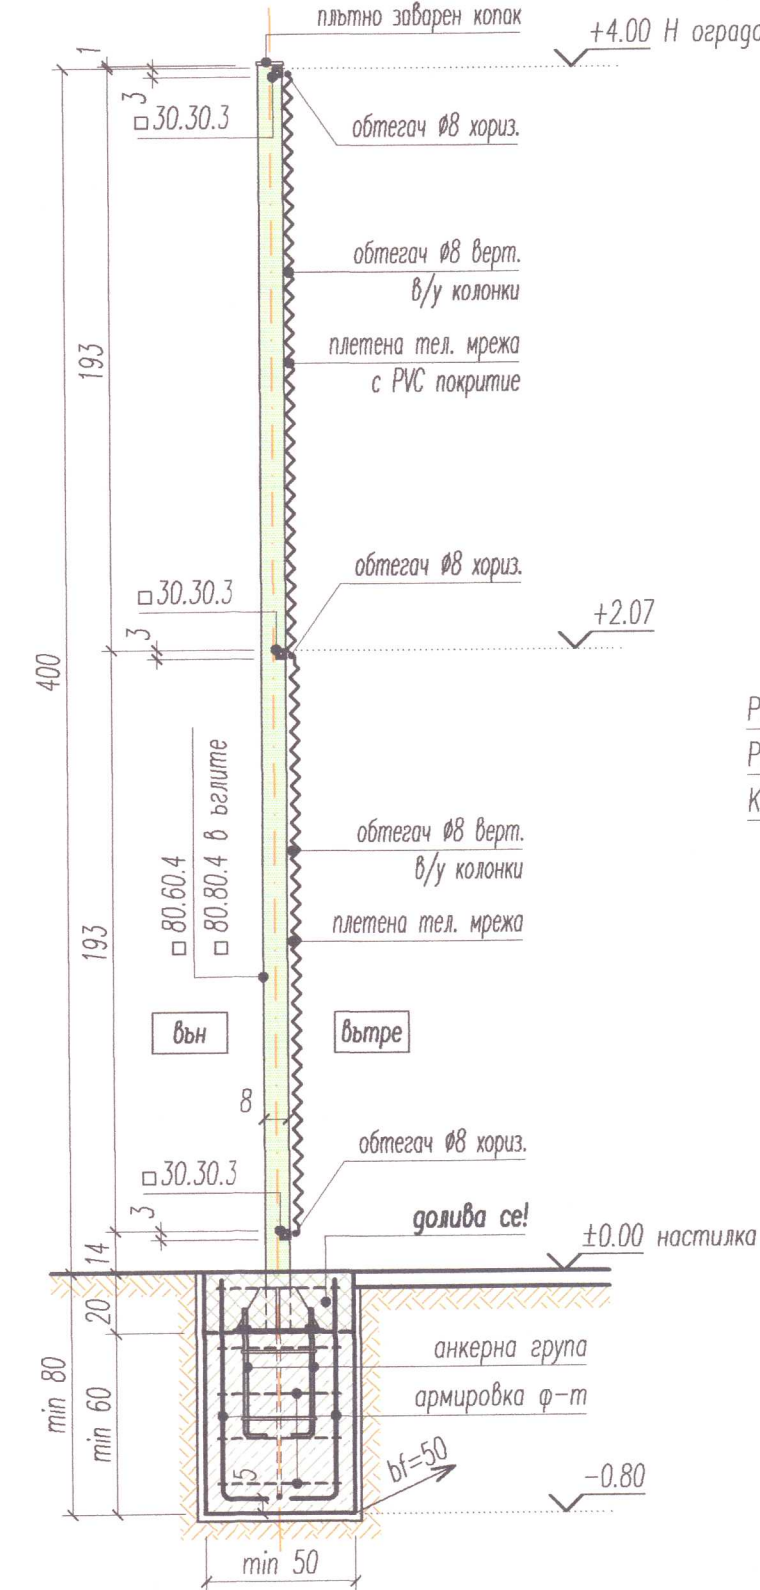 плътно заварен копак
+4.00 Н
1
3
□30.30.3
обтегач ф8 хориз.
обтегач ф8 верт.
в/у колонки
193
плетена тел. мрежа
с PVC покритие
обтегач ф8 хориз.
□30.30.3
+2.07
3
400
Р
Р
К
□ 80.60.4
□ 80.80.4 в ъглите
обтегач ф8 верт.
в/у колонки
193
плетена тел. мрежа
вън
вътре
8
обтегач ф8 хориз.
□30.30.3
3
долива се!
±0.00 настилка
14
20
анкерна група
армировка ф-т
min 80
min 60
5
bf=50
-0.80
min 50